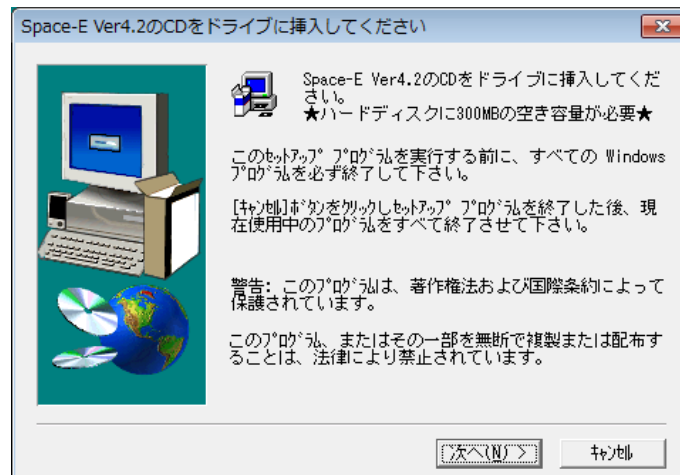 Space-E Ver4.2のCDをドライブに挿入してください
Space-E Ver4.2のCDをドライブに挿入してくだ
さい。
★ハードディスクに300MBの空き容量が必要★
このｾｯﾄｱｯﾌﾟ ﾌﾟﾛｸﾞﾗﾑを実行する前に、すべての Windows
ﾌﾟﾛｸﾞﾗﾑを必ず終了して下さい。
[ｷｬﾝｾﾙ]ﾎﾞﾀﾝをｸﾘｯｸしｾｯﾄｱｯﾌﾟ ﾌﾟﾛｸﾞﾗﾑを終了した後、現
在使用中のﾌﾟﾛｸﾞﾗﾑをすべて終了させて下さい。
警告: このﾌﾟﾛｸﾞﾗﾑは、著作権法および国際条約によって
保護されています。
このﾌﾟﾛｸﾞﾗﾑ、またはその一部を無断で複製または配布す
ることは、法律により禁止されています。
次へ(N) >
ｷｬﾝｾﾙ